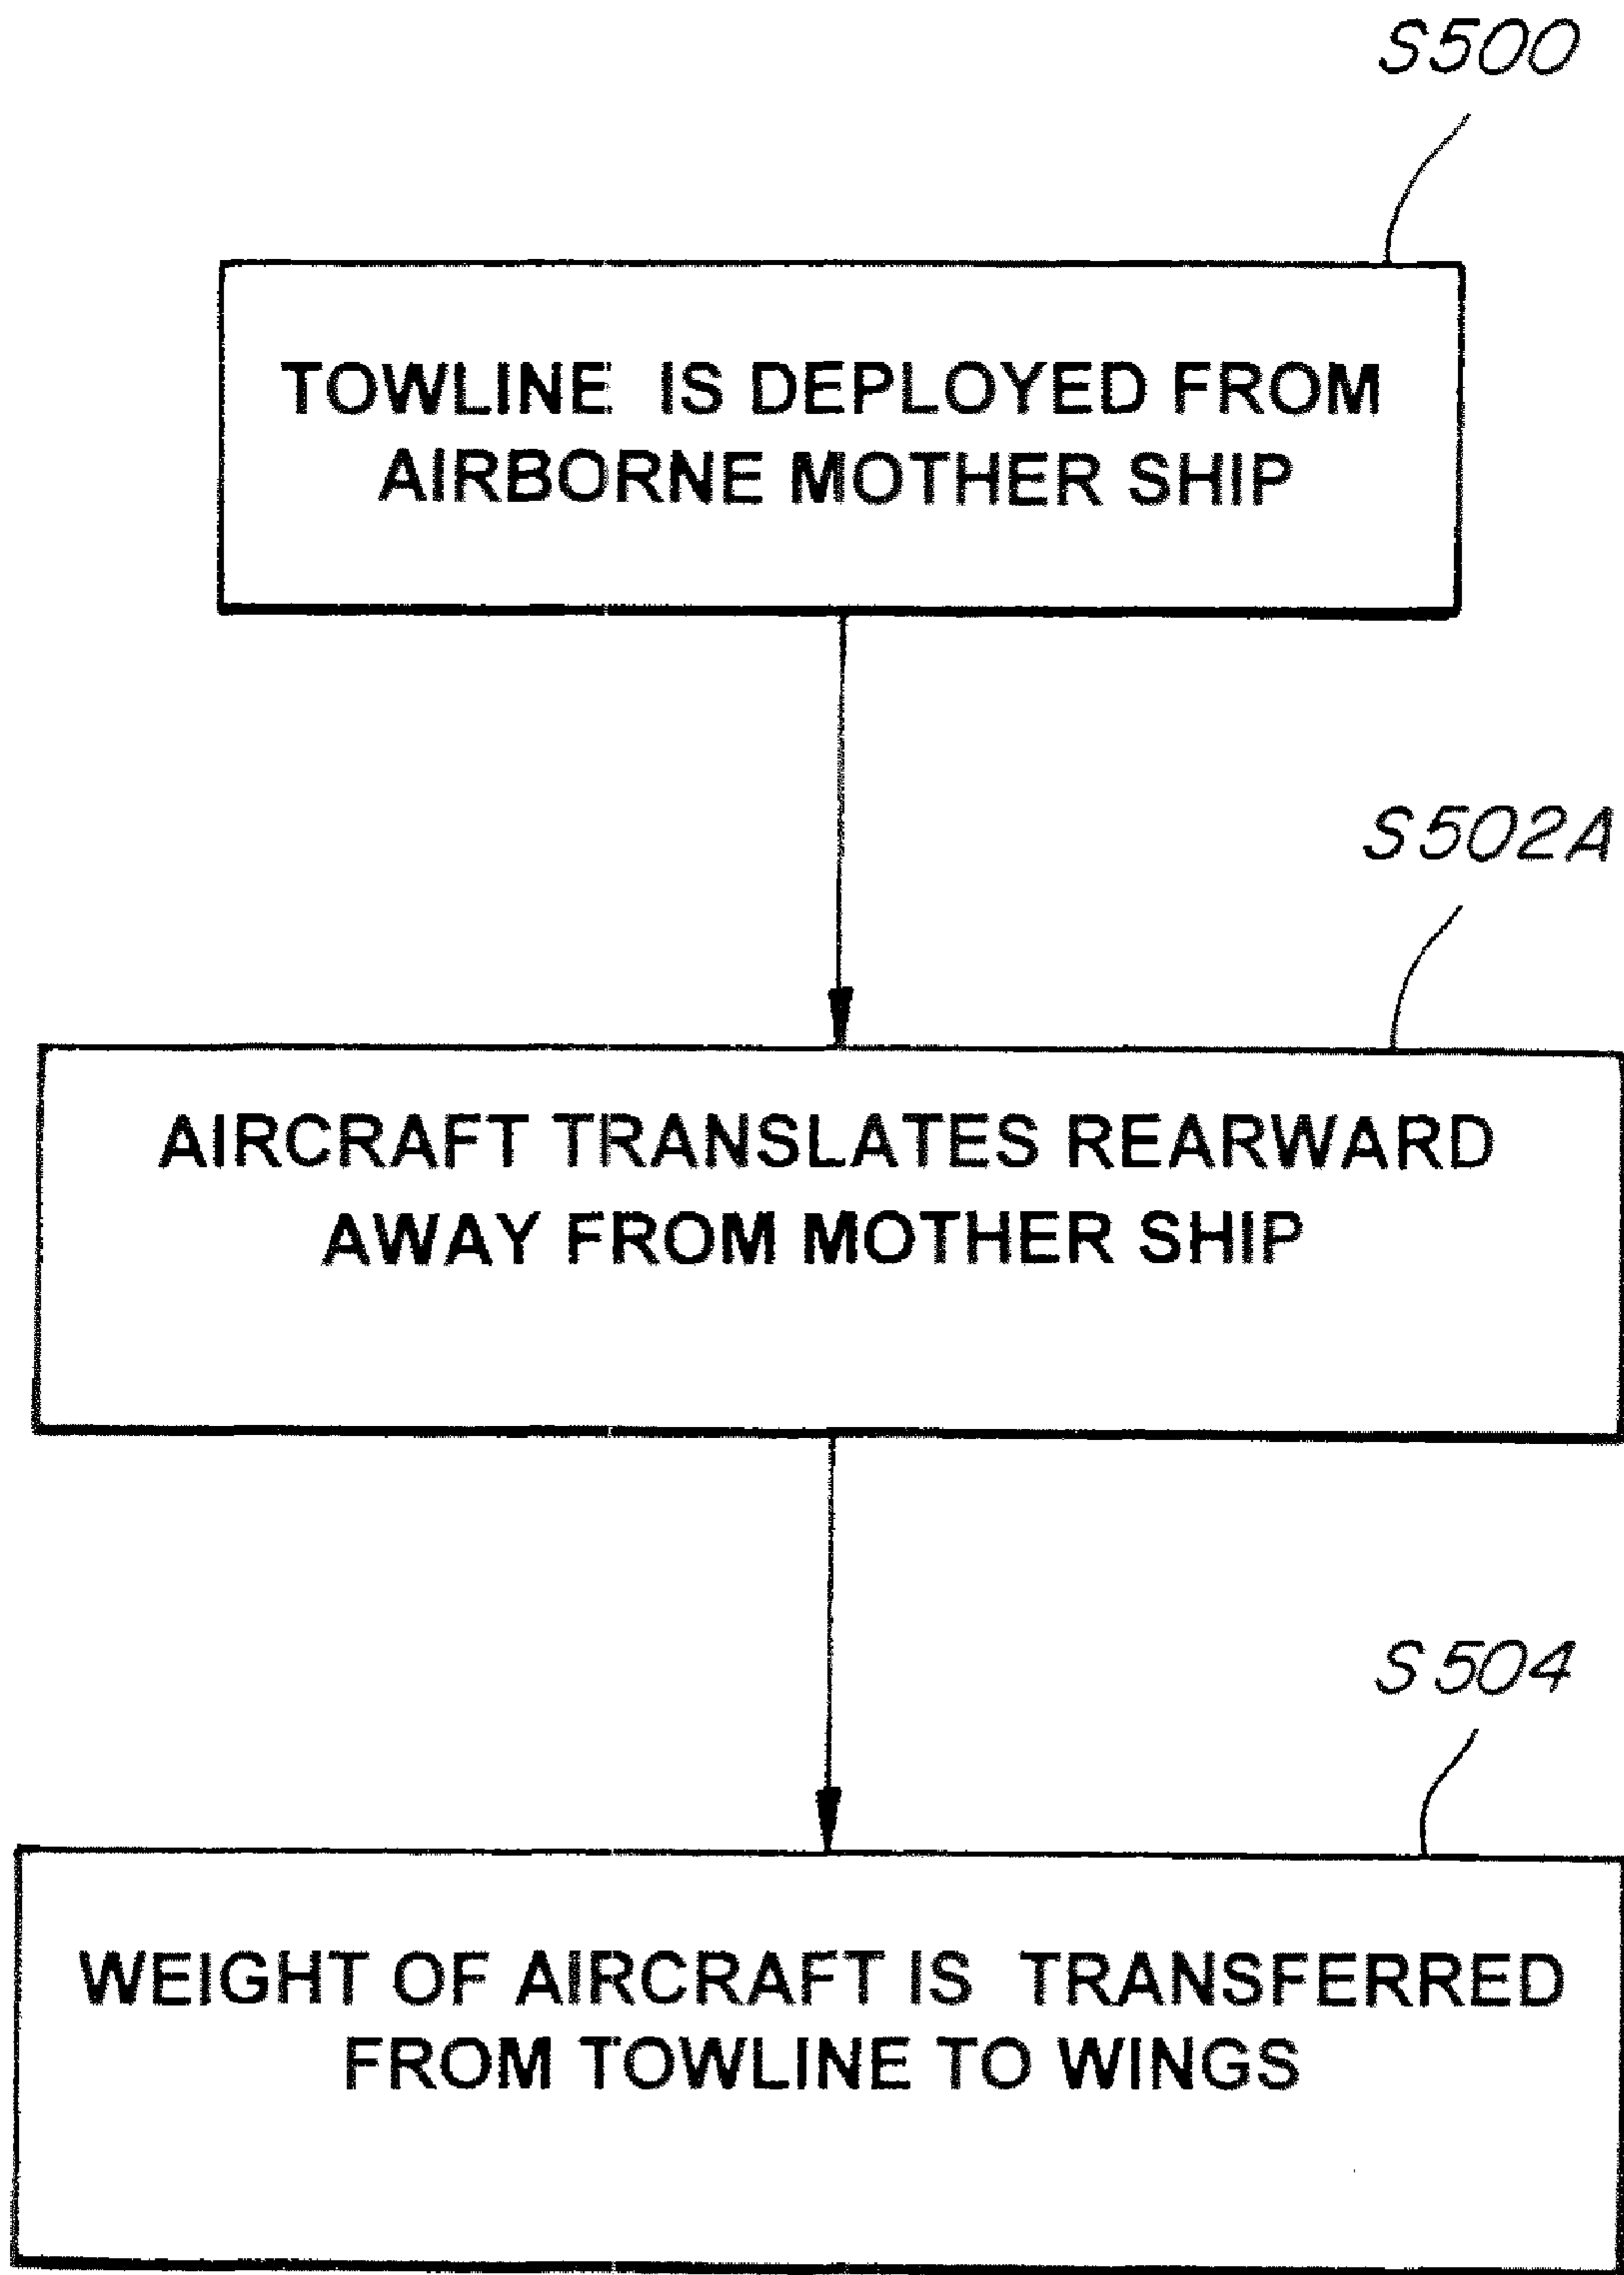 S500
TOWLINE IS DEPLOYED FROM
AIRBORNE MOTHER SHIP
S502A
AIRCRAFT TRANSLATES REARWARD
AWAY FROM MOTHER SHIP
S504
WEIGHT OF AIRCRAFT IS TRANSFERRED
FROM TOWLINE TO WINGS